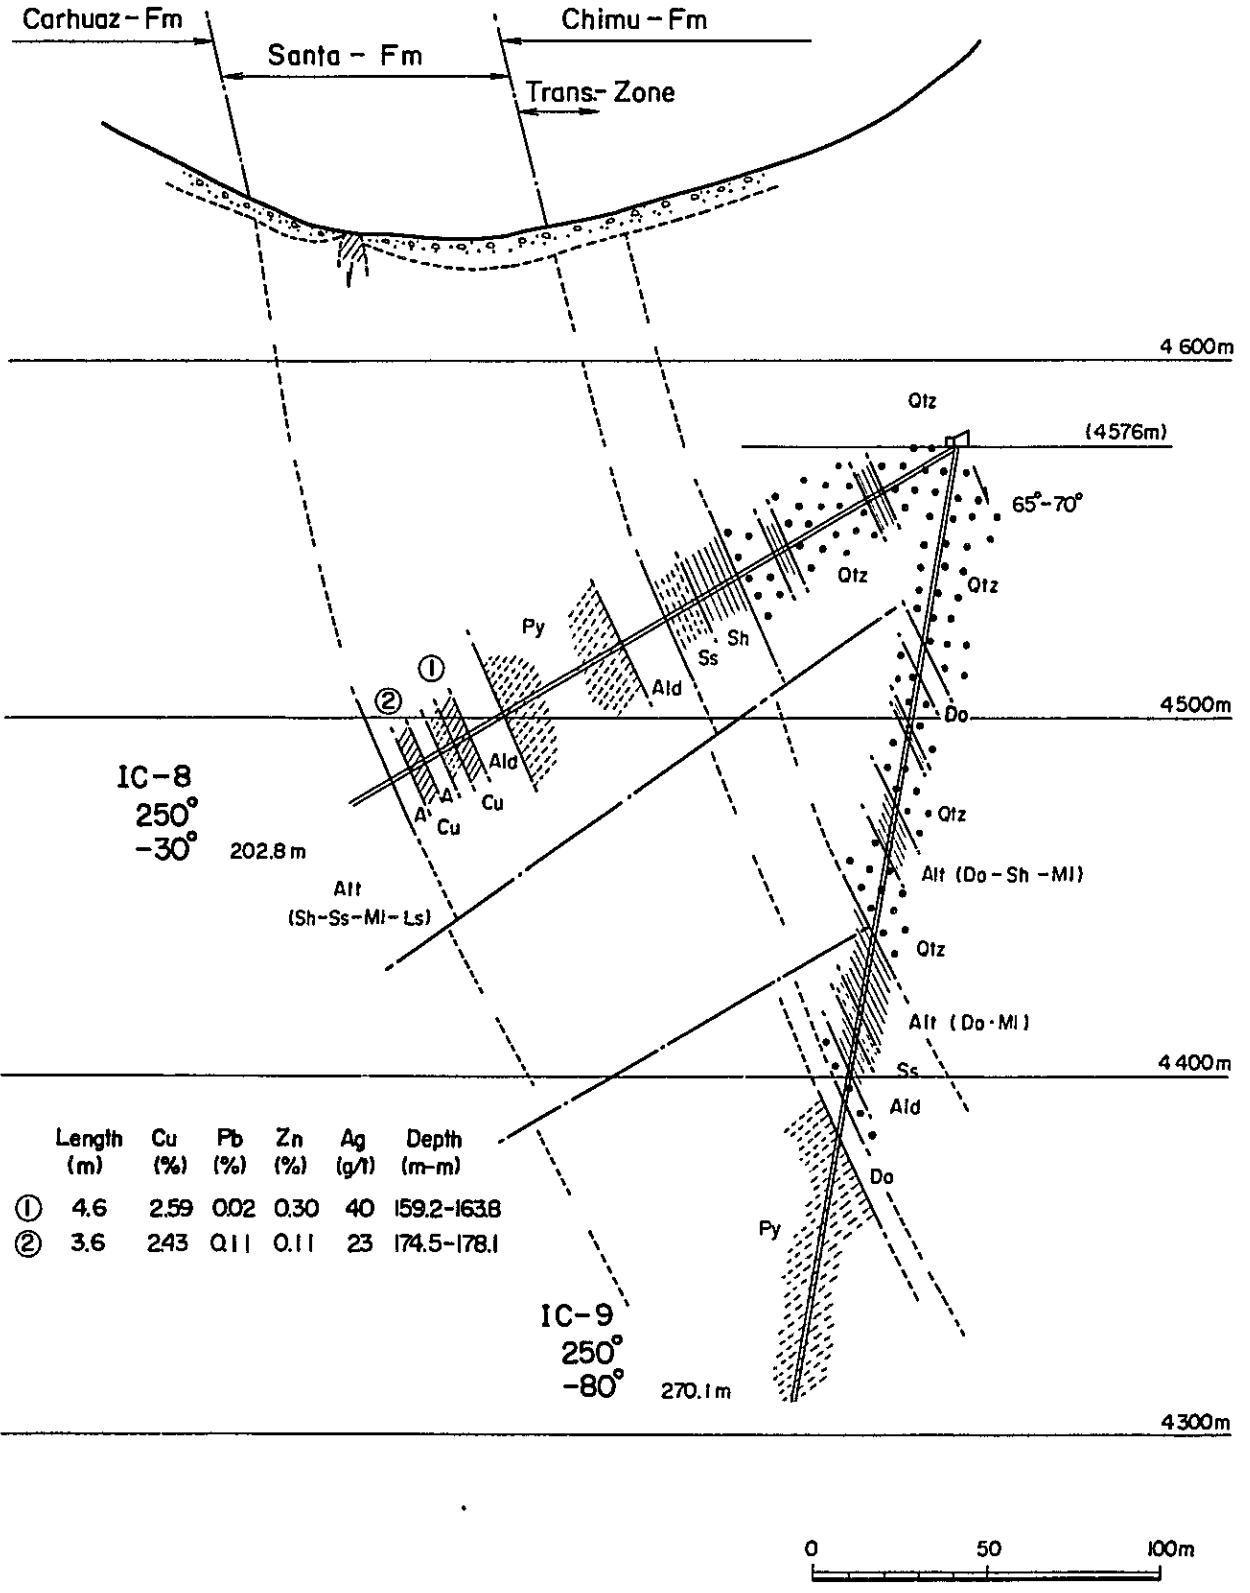 Carhuaz-Fm
Chimu-Fm
Santa - Fm
Trans.-Zone
4 600m
Qtz
(4576m)
65°-70°
Qtz
Qtz
Py
Sh
Ss
Ald
①
②
Do
4500m
Ald
IC-8
250°
-30°
202.8m
A
A
Cu
Cu
Qtz
Alt (Do-Sh-Ml)
Alt
(Sh-Ss-Ml-Ls)
Qtz
Alt (Do·Ml)
Ss
4 400m
Ald
Length Cu Pb Zn Ag Depth
(m) (%) (%) (%) (g/t) (m-m)
① 4.6 2.59 0.02 0.30 40 159.2-163.8
② 3.6 2.43 0.11 0.11 23 174.5-178.1
Do
Py
IC-9
250°
-80°
270.1m
4 300m
0 50 100m